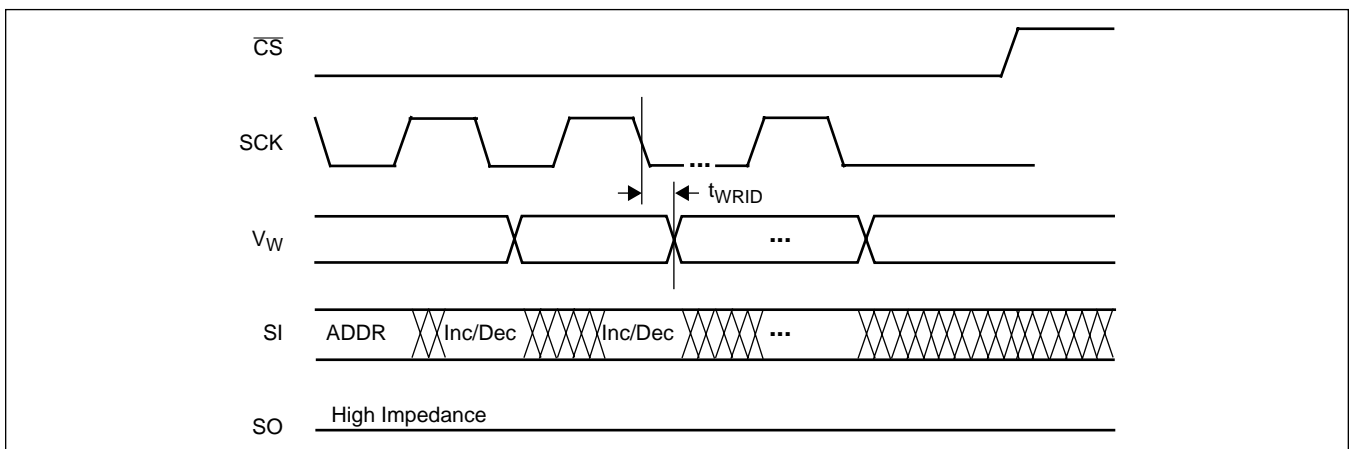 CS
SCK
...
tWRID
VW
...
SI ADDR Inc/Dec Inc/Dec ...
SO High Impedance